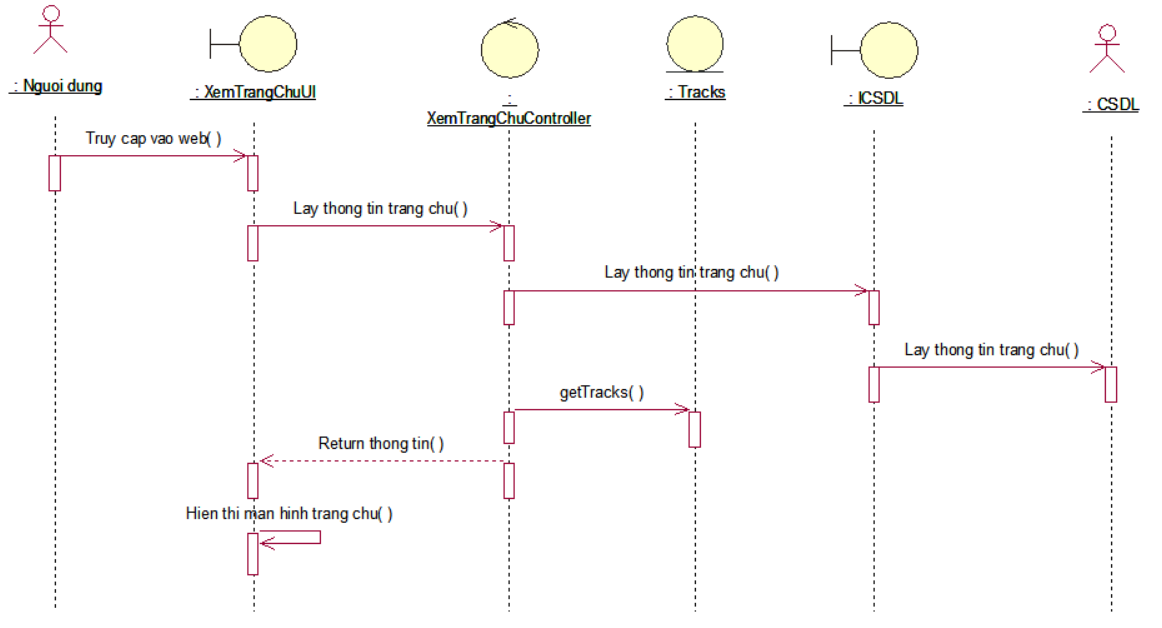 : Nguoi dung
: XemTrangChuUI
:
XemTrangChuController
: Tracks
: ICSDL
: CSDL
Truy cap vao web( )
Lay thong tin trang chu( )
Lay thong tin trang chu( )
Lay thong tin trang chu( )
getTracks( )
Return thong tin( )
Hien thi man hinh trang chu( )